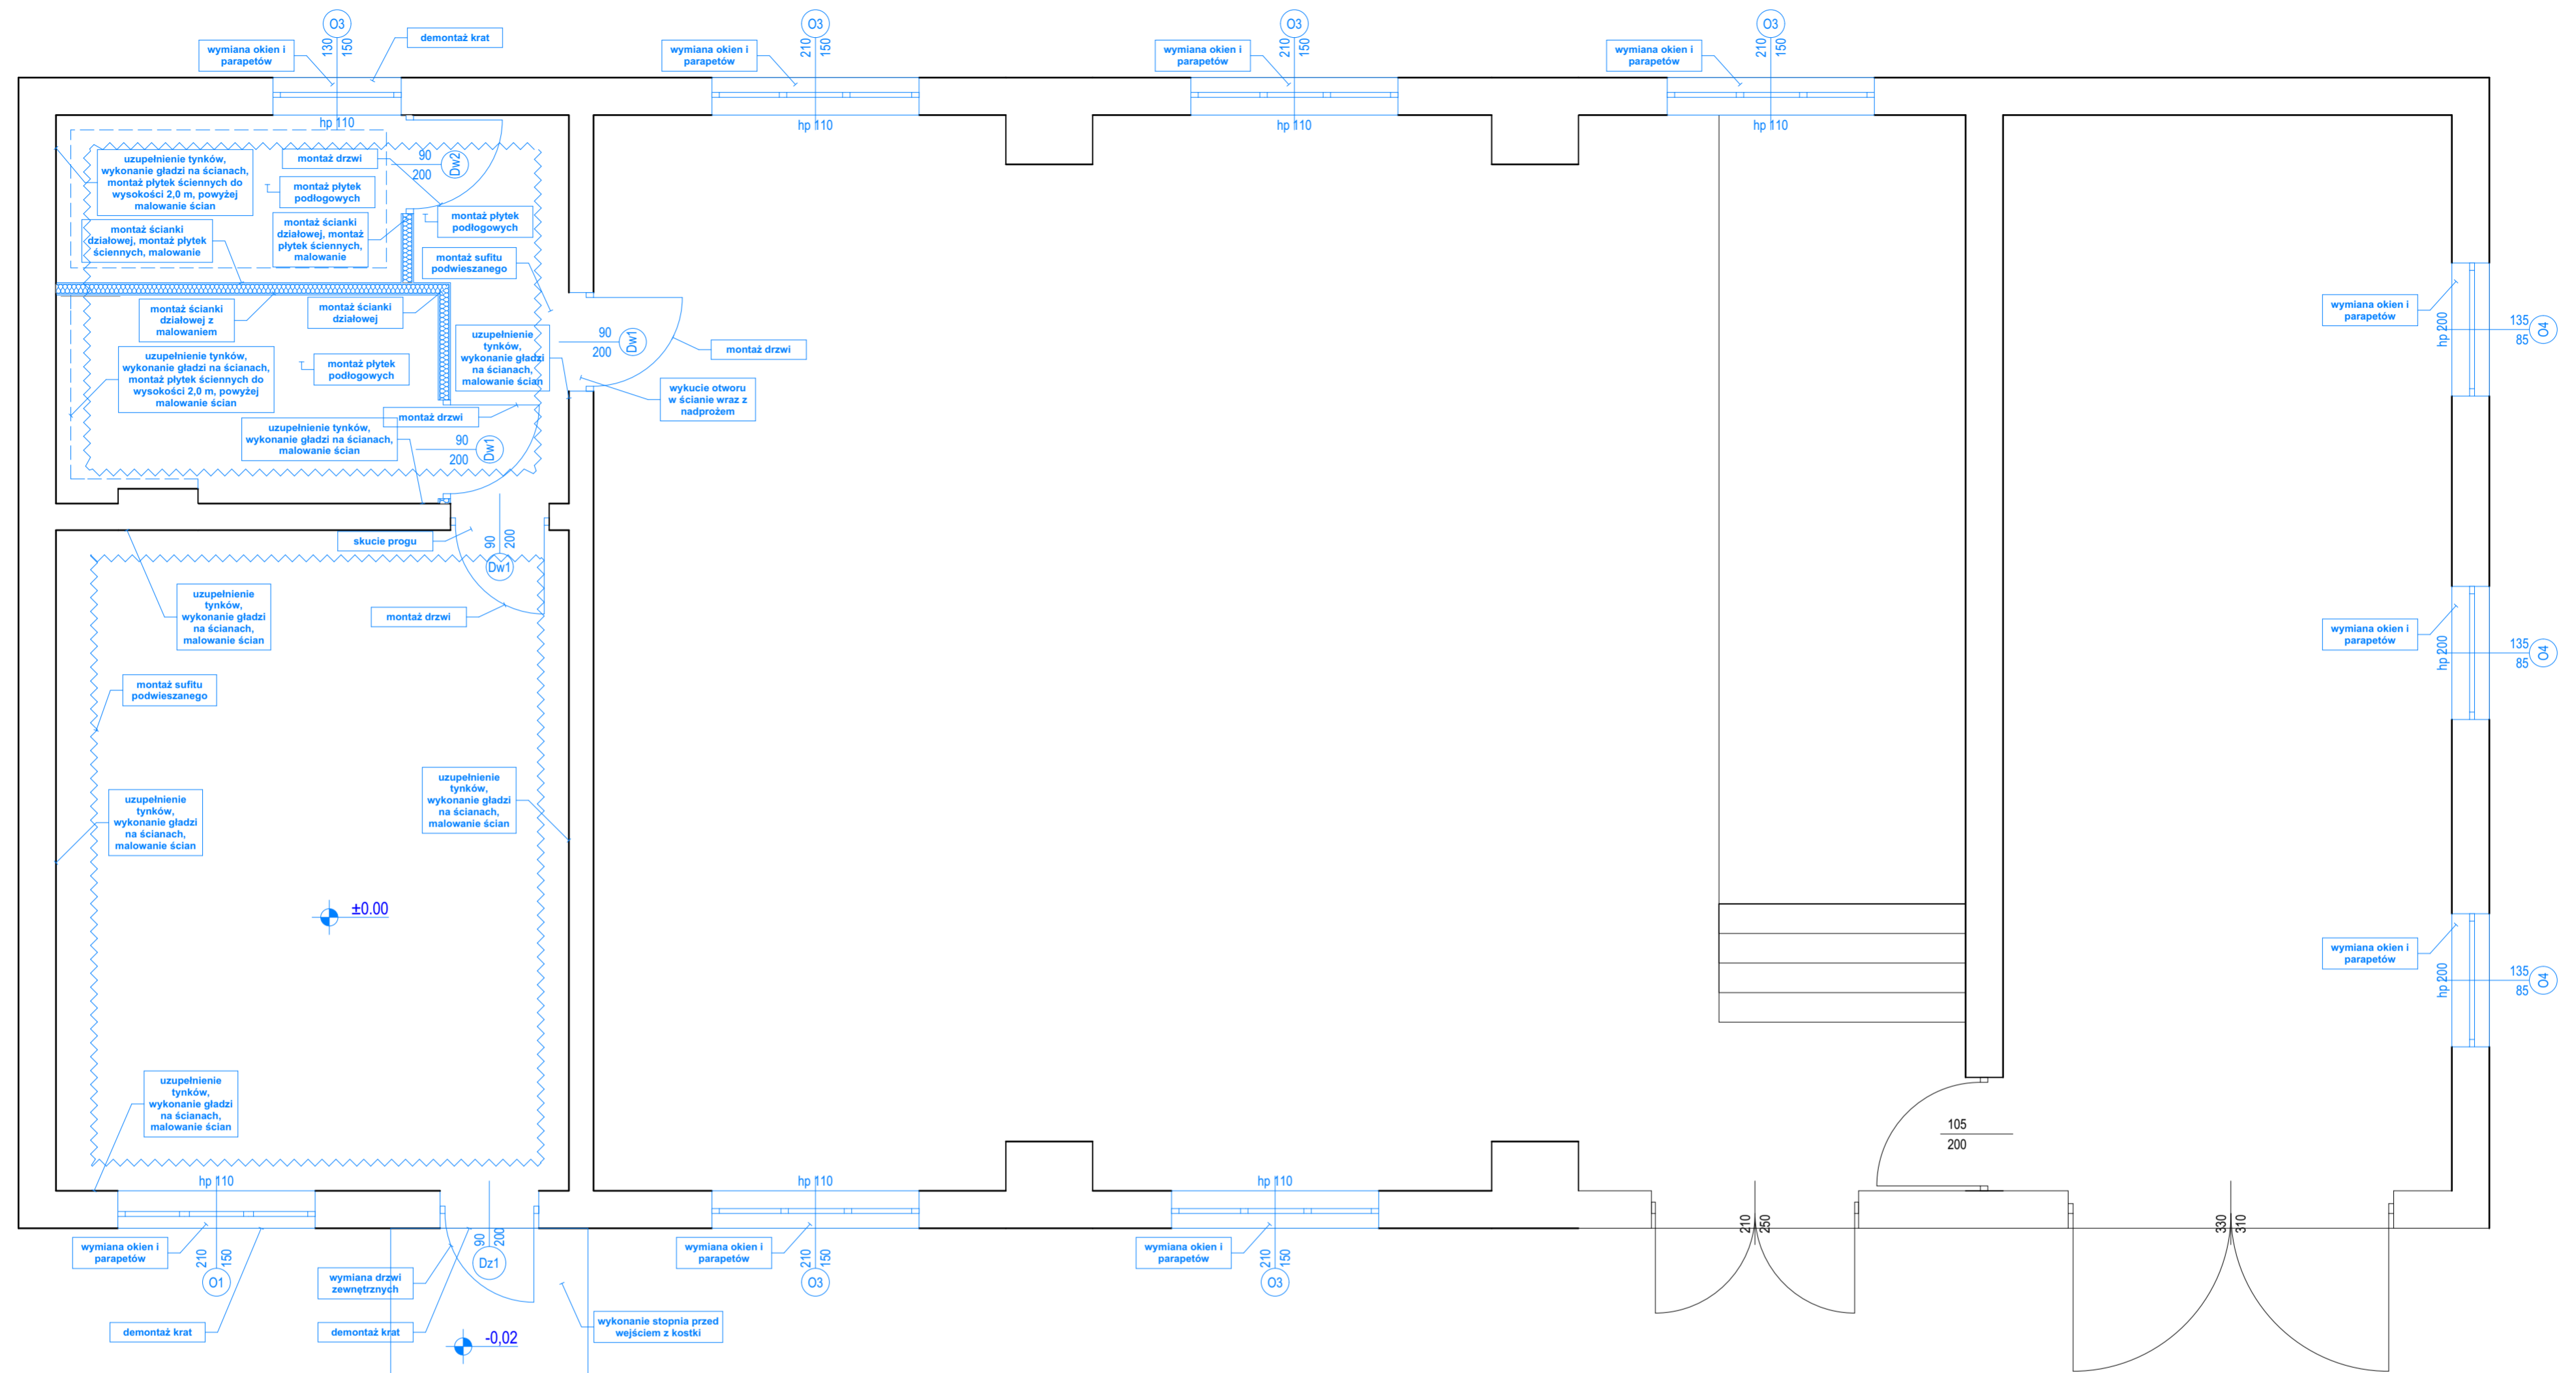 O3
130
150
demontaż krat
wymiana okien i
parapetów
hp 110
O3
210
150
wymiana okien i
parapetów
hp 110
O3
210
150
wymiana okien i
parapetów
hp 110
O3
210
150
wymiana okien i
parapetów
hp 110
uzupełnienie tynków,
wykonanie gładzi na ścianach,
montaż płytek ściennych do
wysokości 2,0 m, powyżej
malowanie ścian
montaż drzwi
90
200
Dw2
montaż płytek
podłogowych
montaż płytek
podłogowych
montaż ścianki
działowej, montaż płytek
ściennych, malowanie
montaż ścianki
działowej, montaż
płytek ściennych,
malowanie
montaż sufitu
podwieszanego
montaż ścianki
działowej z
malowaniem
montaż ścianki
działowej
uzupełnienie
tynków,
wykonanie gładzi
na ścianach,
malowanie ścian
90
200
Dw1
montaż drzwi
uzupełnienie tynków,
wykonanie gładzi na ścianach,
montaż płytek ściennych do
wysokości 2,0 m, powyżej
malowanie ścian
montaż płytek
podłogowych
wykucie otworu
w ścianie wraz z
nadprożem
montaż drzwi
uzupełnienie tynków,
wykonanie gładzi na ścianach,
malowanie ścian
90
200
Dw1
skucie progu
90
200
Dw1
montaż drzwi
uzupełnienie
tynków,
wykonanie gładzi
na ścianach,
malowanie ścian
montaż sufitu
podwieszanego
uzupełnienie
tynków,
wykonanie gładzi
na ścianach,
malowanie ścian
uzupełnienie
tynków,
wykonanie gładzi
na ścianach,
malowanie ścian
±0.00
uzupełnienie
tynków,
wykonanie gładzi
na ścianach,
malowanie ścian
wymiana okien i
parapetów
hp 200
135
85
O4
wymiana okien i
parapetów
hp 200
135
85
O4
wymiana okien i
parapetów
hp 200
135
85
O4
105
200
hp 110
wymiana okien i
parapetów
210
150
O1
demontaż krat
90
200
Dz1
wymiana drzwi
zewnętrznych
demontaż krat
-0,02
wykonanie stopnia przed
wejściem z kostki
hp 110
wymiana okien i
parapetów
210
150
O3
hp 110
wymiana okien i
parapetów
210
150
O3
210
250
330
310